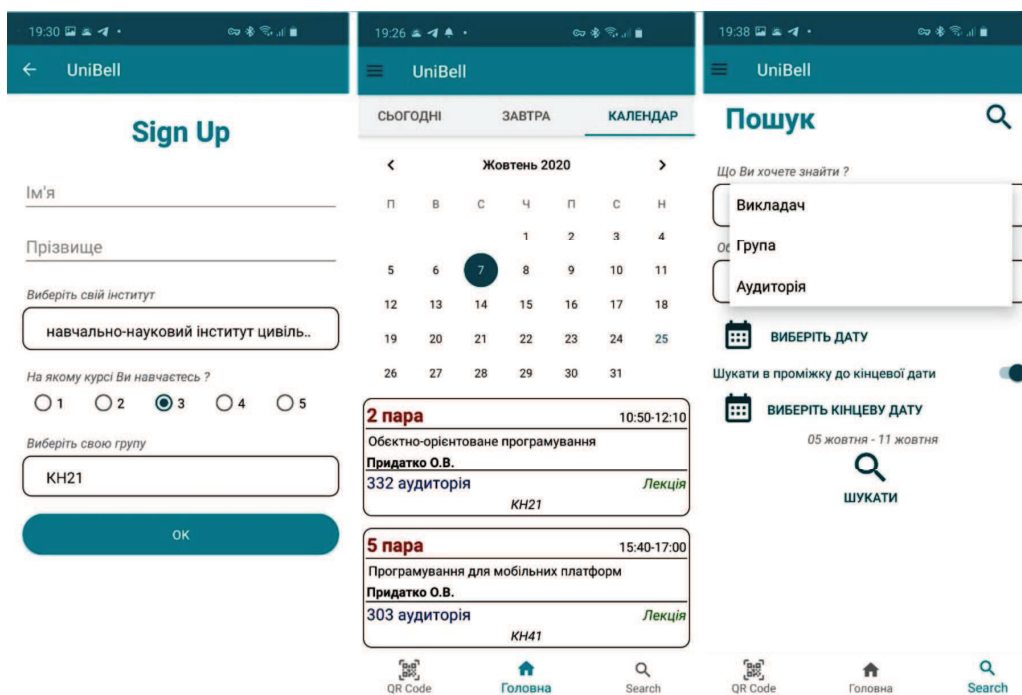 19:30
UniBell
Sign Up
Ім'я
Прізвище
Виберіть свій інститут
навчально-науковий інститут цивіль..
На якому курсі Ви навчаєтесь ?
1 2 3 4 5
Виберіть свою групу
КН21
ОК
19:26
UniBell
СЬОГОДНІ ЗАВТРА КАЛЕНДАР
Жовтень 2020
П В С Ч П С Н
1 2 3 4
5 6 7 8 9 10 11
12 13 14 15 16 17 18
19 20 21 22 23 24 25
26 27 28 29 30 31
2 пара 10:50-12:10
Обєктно-орієнтоване програмування
Придатко О.В.
332 аудиторія Лекція
КН21
5 пара 15:40-17:00
Програмування для мобільних платформ
Придатко О.В.
303 аудиторія Лекція
КН41
QR Code Головна Search
19:38
UniBell
Пошук
Що Ви хочете знайти ?
Викладач
Об
Група
Аудиторія
ВИБЕРІТЬ ДАТУ
Шукати в проміжку до кінцевої дати
ВИБЕРІТЬ КІНЦЕВУ ДАТУ
05 жовтня - 11 жовтня
ШУКАТИ
QR Code Головна Search